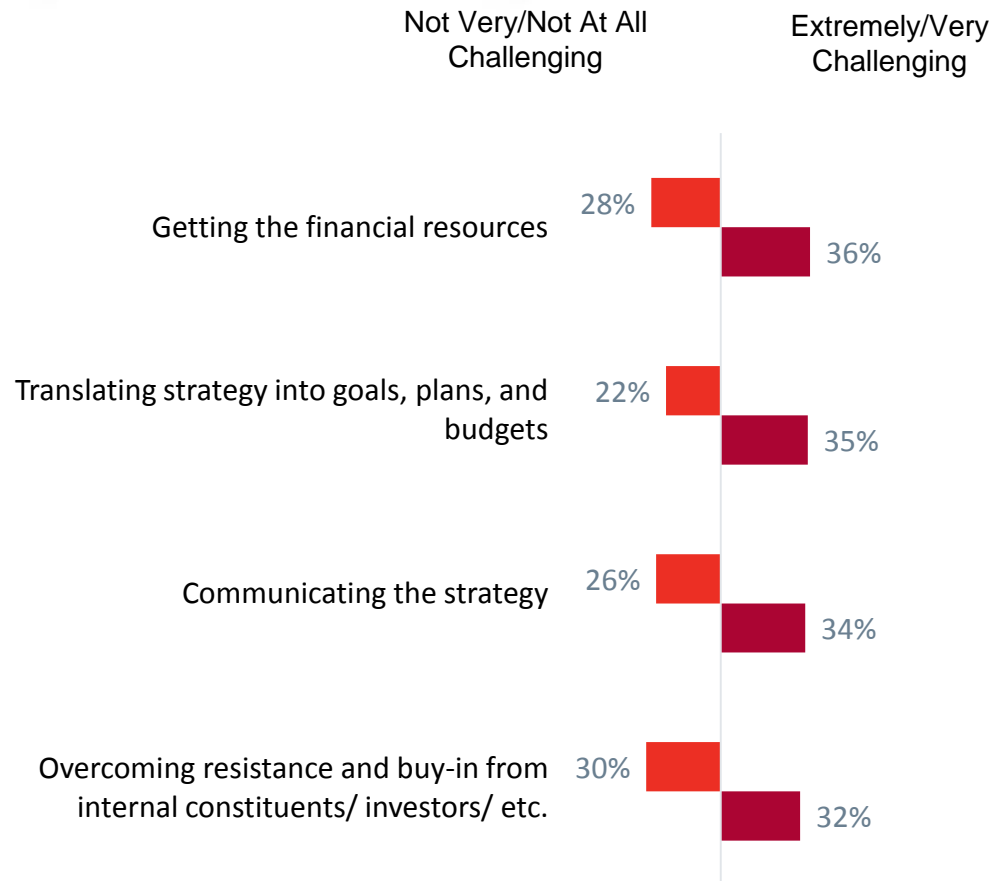 Not Very/Not At All
Challenging
Extremely/Very
Challenging
Getting the financial resources
28%
36%
Translating strategy into goals, plans, and
budgets
22%
35%
Communicating the strategy
26%
34%
Overcoming resistance and buy-in from
internal constituents/ investors/ etc.
30%
32%